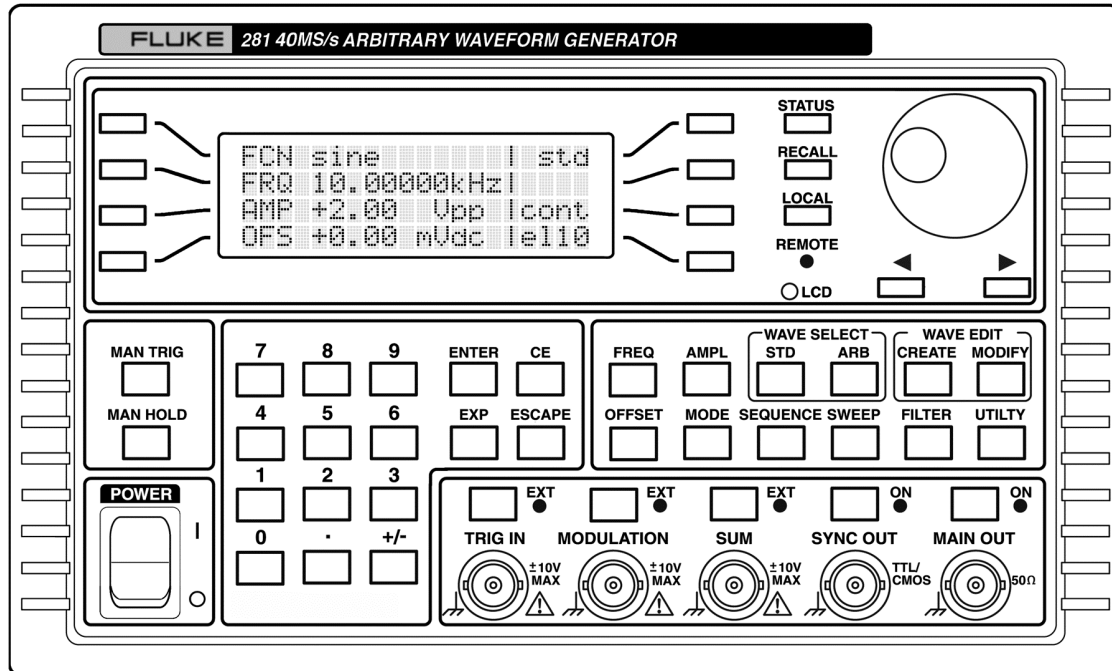 FLUKE 281 40MS/s ARBITRARY WAVEFORM GENERATOR
FCN sine | std
FRQ 10.00000kHz|
AMP +2.00 Vpp |cont
OFS +0.00 mVdc |el10
STATUS
RECALL
LOCAL
REMOTE
LCD
MAN TRIG
MAN HOLD
POWER
I
O
7 8 9 ENTER CE
4 5 6 EXP ESCAPE
1 2 3
0 . +/-
WAVE SELECT WAVE EDIT
FREQ AMPL STD ARB CREATE MODIFY
OFFSET MODE SEQUENCE SWEEP FILTER UTILTY
EXT EXT EXT ON ON
TRIG IN MODULATION SUM SYNC OUT MAIN OUT
±10V ±10V ±10V TTL/
MAX MAX MAX CMOS 50Ω